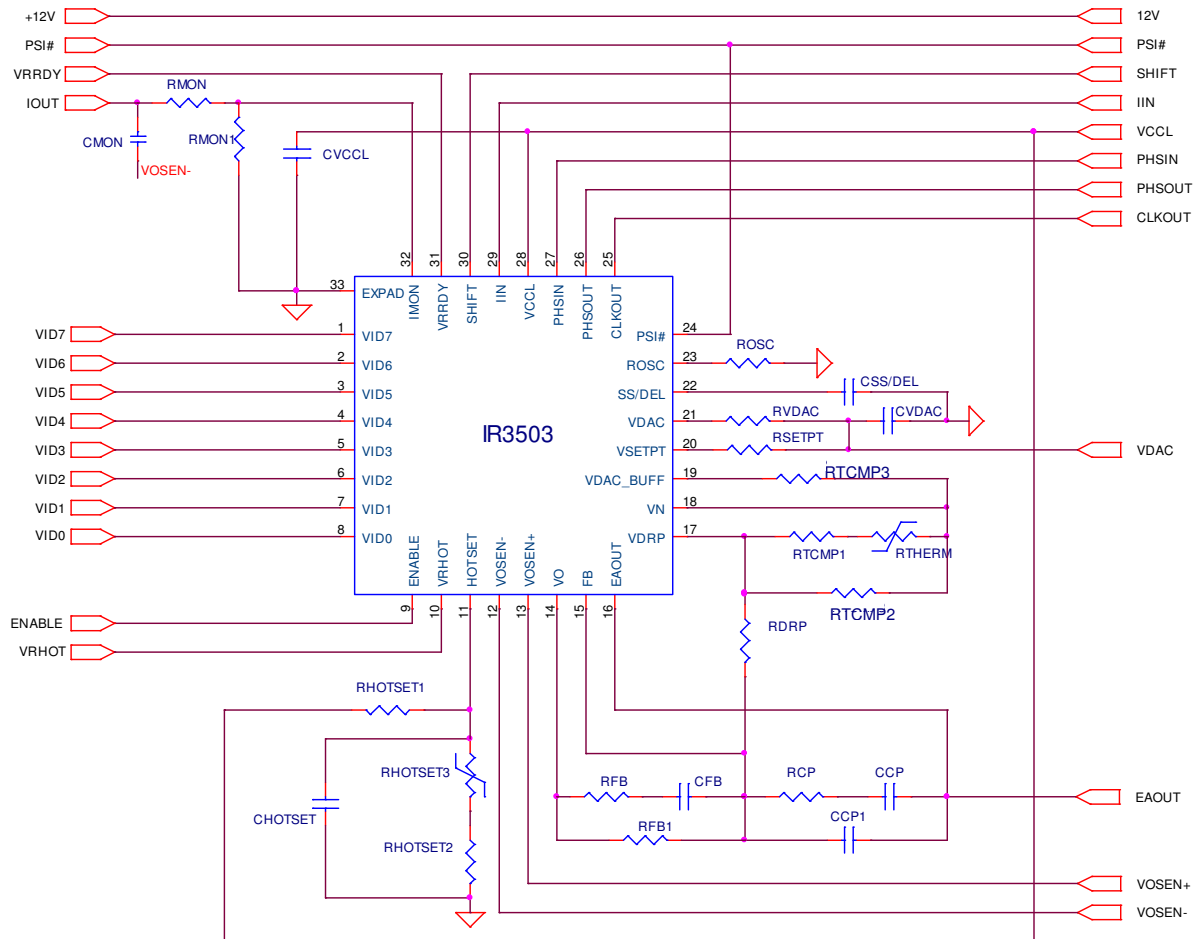 +12V
12V
PSI#
PSI#
VRRDY
SHIFT
RMON
IOUT
IIN
CMON
RMON1
CVCCL
VCCL
VOSEN-
PHSIN
PHSOUT
CLKOUT
32
31
30
29
28
27
26
25
33
EXPAD
IMON
VRRDY
SHIFT
IIN
VCCL
PHSIN
PHSOUT
CLKOUT
VID7
1
VID7
PSI#
24
VID6
2
VID6
ROSC
23
ROSC
VID5
3
VID5
SS/DEL
22
CSS/DEL
VID4
4
VID4
VDAC
21
RVDAC
CVDAC
IR3503
VID3
5
VID3
VSETPT
20
RSETPT
VDAC
VID2
6
VID2
VDAC_BUFF
19
RTCMP3
VID1
7
VID1
VN
18
VID0
8
VID0
VDRP
17
RTCMP1
RTHERM
ENABLE
VRHOT
HOTSET
VOSEN-
VOSEN+
VO
FB
EAOUT
9
10
11
12
13
14
15
16
RTCMP2
ENABLE
RDRP
VRHOT
RHOTSET1
RHOTSET3
RFB
CFB
RCP
CCP
EAOUT
CHOTSET
RFB1
CCP1
RHOTSET2
VOSEN+
VOSEN-